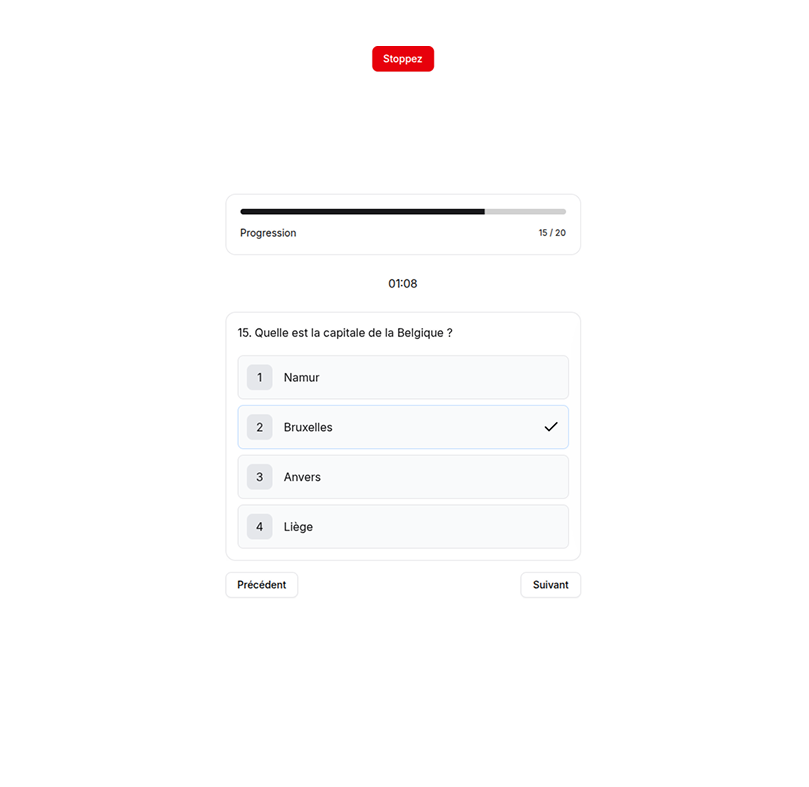 Stoppez
Progression 15 / 20
01:08
15. Quelle est la capitale de la Belgique ?
1 Namur
2 Bruxelles
3 Anvers
4 Liège
Précédent Suivant